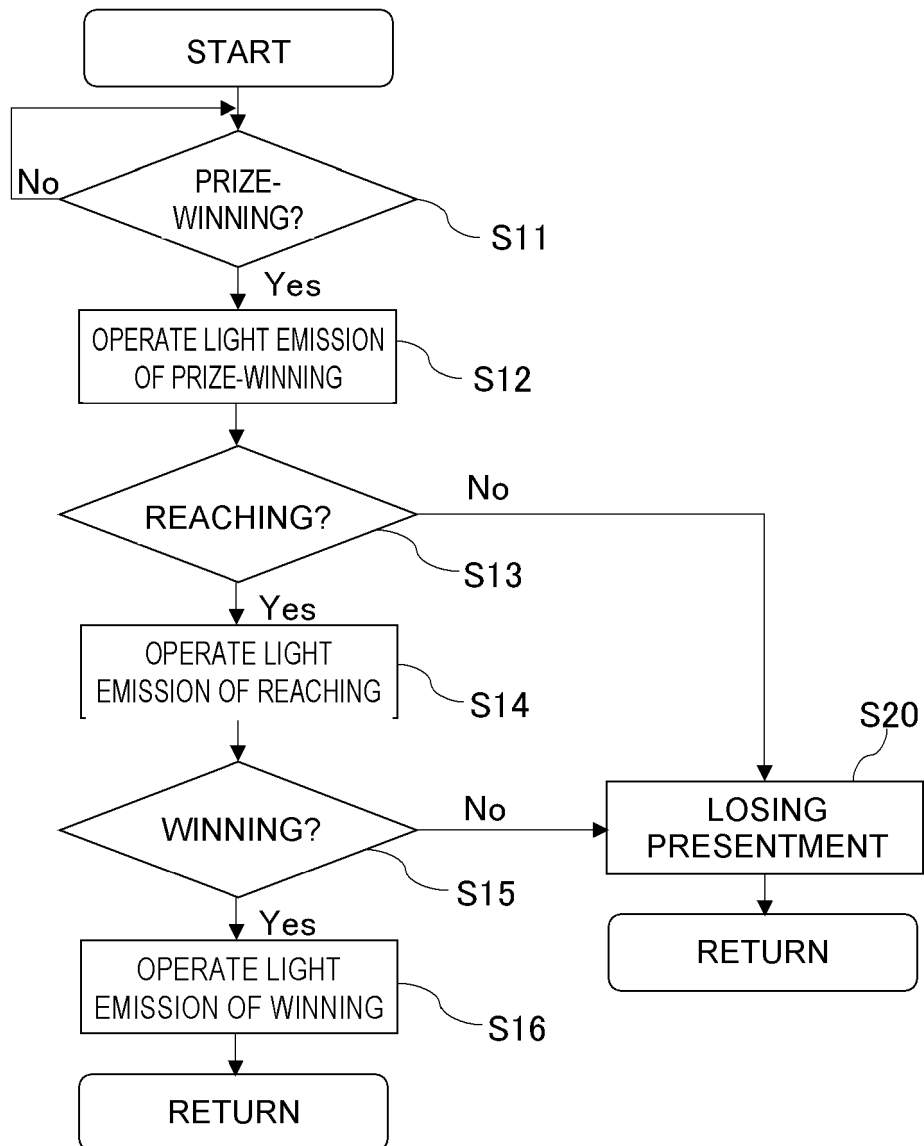 START
No
PRIZE-
WINNING?
S11
Yes
OPERATE LIGHT EMISSION
OF PRIZE-WINNING
S12
REACHING?
No
S13
Yes
OPERATE LIGHT
EMISSION OF REACHING
S14
S20
WINNING?
No
LOSING
PRESENTMENT
S15
Yes
RETURN
OPERATE LIGHT
EMISSION OF WINNING
S16
RETURN